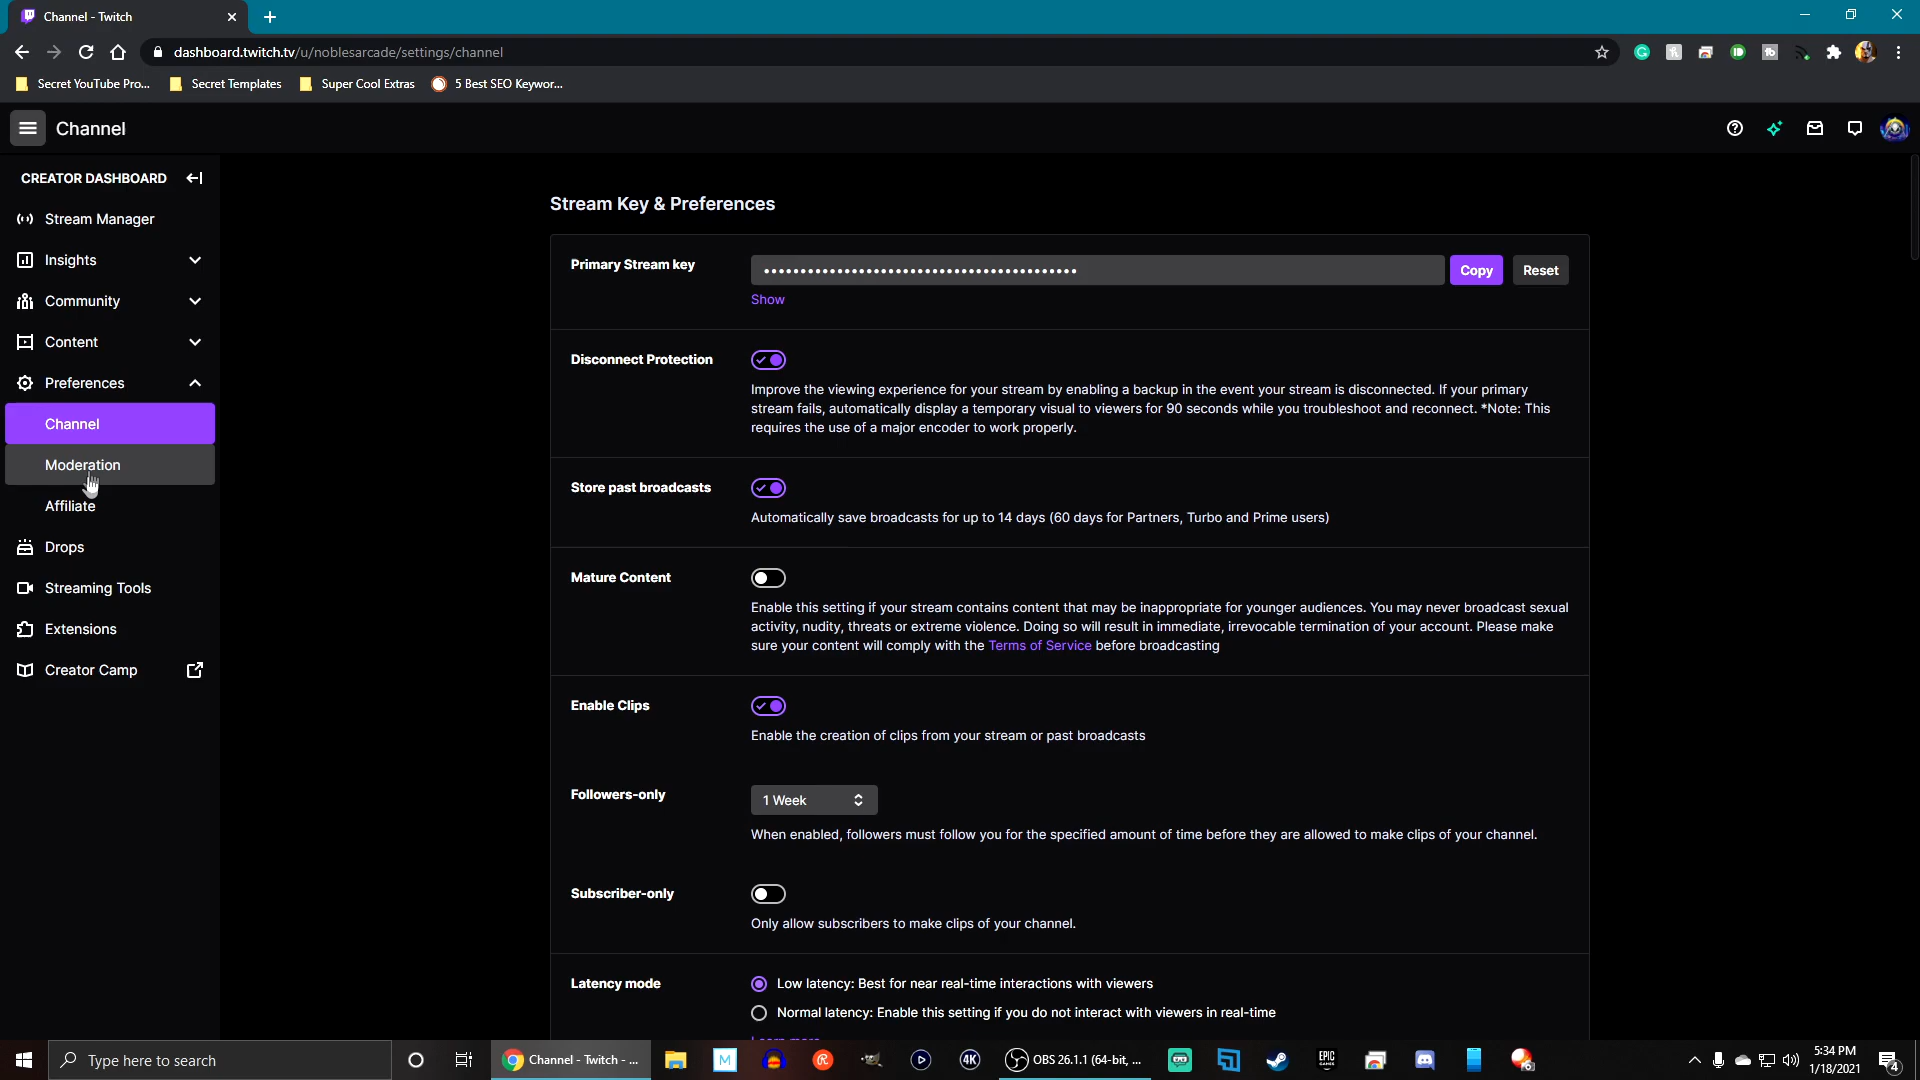 Channel - Twitch
dashboard.twitch.tv/u/noblesarcade/settings/channel
Secret YouTube Pro...
Secret Templates
Super Cool Extras
5 Best SEO Keywor...
Channel
CREATOR DASHBOARD
Stream Manager
Insights
Community
Content
Preferences
Channel
Moderation
Affiliate
Drops
Streaming Tools
Extensions
Creator Camp
Stream Key & Preferences
Primary Stream key
••••••••••••••••••••••••••••••••••••••••••••
Copy
Reset
Show
Disconnect Protection
Improve the viewing experience for your stream by enabling a backup in the event your stream is disconnected. If your primary
stream fails, automatically display a temporary visual to viewers for 90 seconds while you troubleshoot and reconnect. *Note: This
requires the use of a major encoder to work properly.
Store past broadcasts
Automatically save broadcasts for up to 14 days (60 days for Partners, Turbo and Prime users)
Mature Content
Enable this setting if your stream contains content that may be inappropriate for younger audiences. You may never broadcast sexual
activity, nudity, threats or extreme violence. Doing so will result in immediate, irrevocable termination of your account. Please make
sure your content will comply with the Terms of Service before broadcasting
Enable Clips
Enable the creation of clips from your stream or past broadcasts
Followers-only
1 Week
When enabled, followers must follow you for the specified amount of time before they are allowed to make clips of your channel.
Subscriber-only
Only allow subscribers to make clips of your channel.
Latency mode
Low latency: Best for near real-time interactions with viewers
Normal latency: Enable this setting if you do not interact with viewers in real-time
Learn more
Type here to search
Channel - Twitch - ...
M
4K
OBS 26.1.1 (64-bit, ...
EPIC
GAMES
5:34 PM
1/18/2021
4